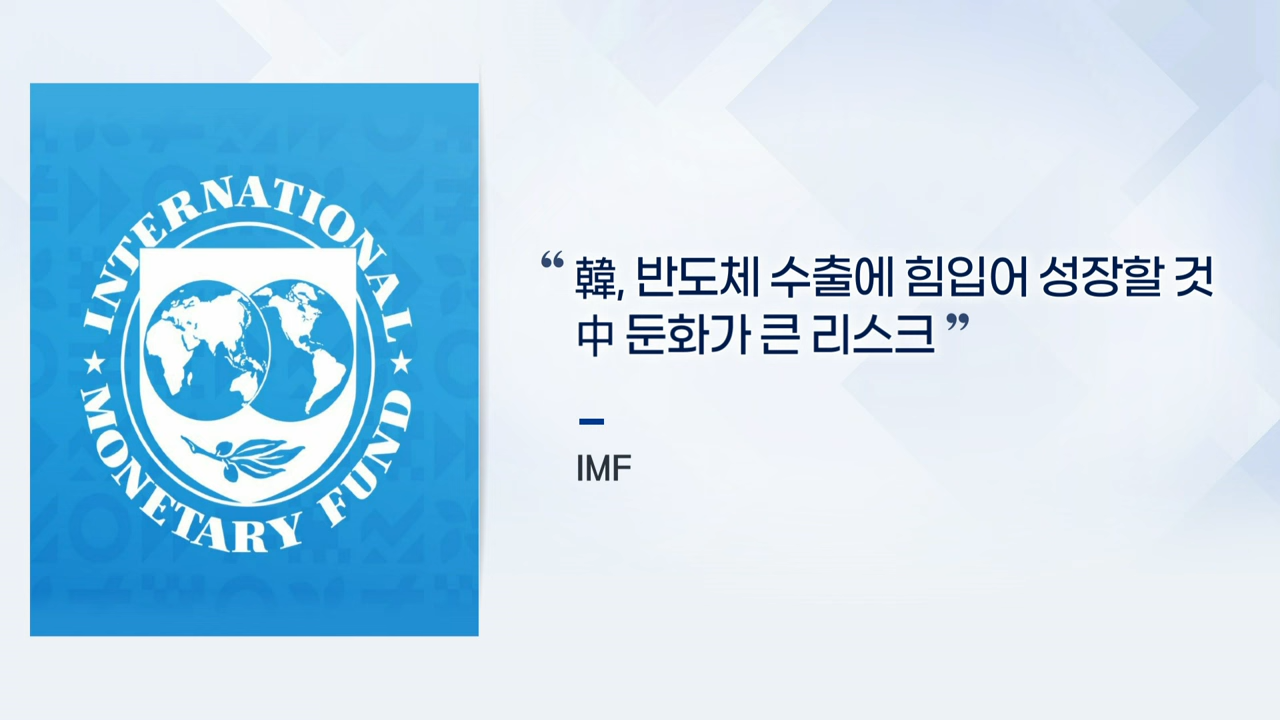 INTERNATIONAL
MONETARY FUND
“ 韓, 반도체 수출에 힘입어 성장할 것
中 둔화가 큰 리스크 ”
IMF